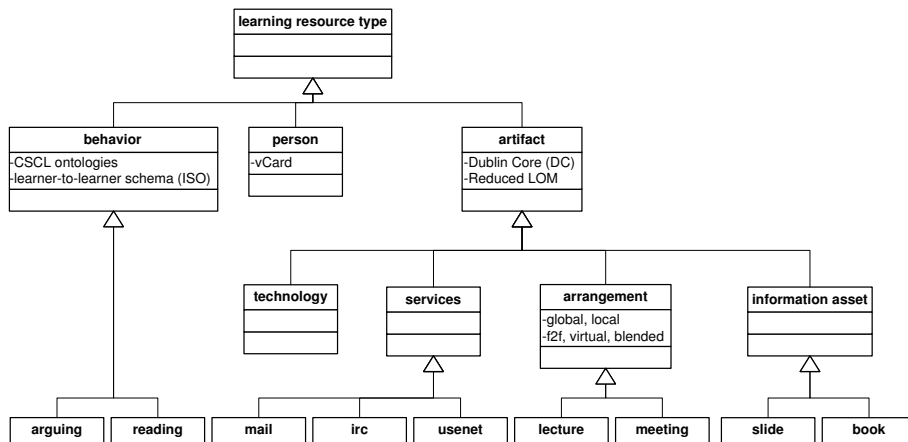 learning resource type
behavior
-CSCL ontologies
-learner-to-learner schema (ISO)
person
-vCard
artifact
-Dublin Core (DC)
-Reduced LOM
technology
services
arrangement
-global, local
-f2f, virtual, blended
information asset
arguing
reading
mail
irc
usenet
lecture
meeting
slide
book